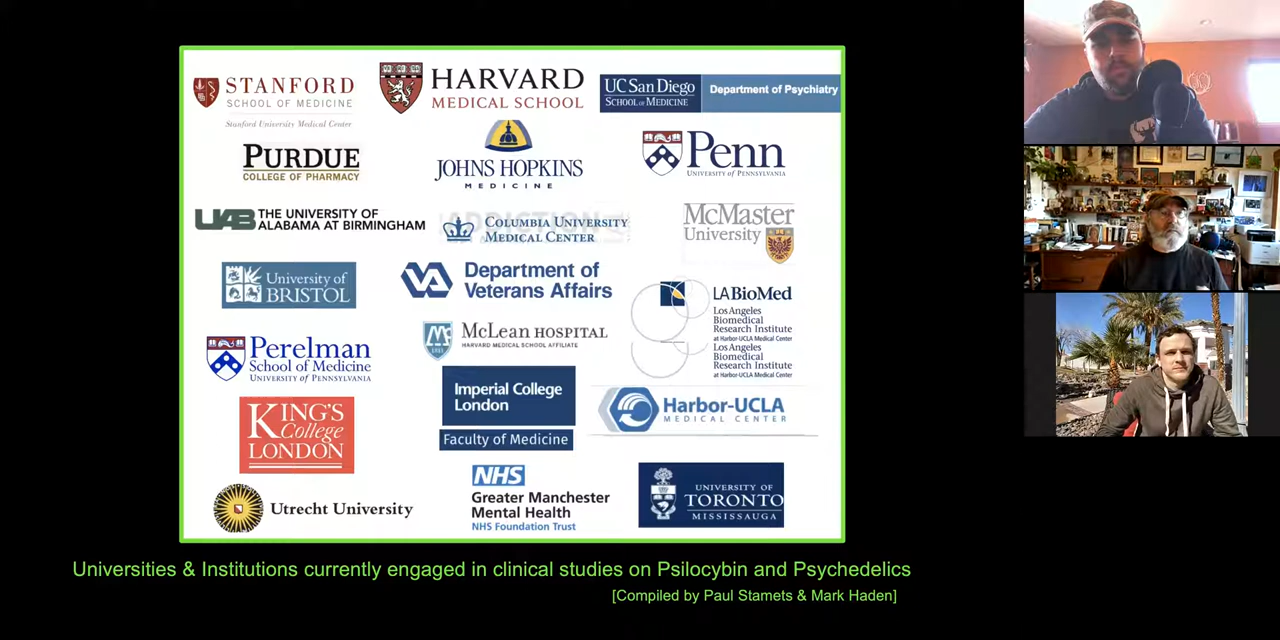 STANFORD
SCHOOL OF MEDICINE
Stanford University Medical Center
HARVARD
MEDICAL SCHOOL
UC San Diego
SCHOOL OF MEDICINE
Department of Psychiatry
PURDUE
COLLEGE OF PHARMACY
JOHNS HOPKINS
MEDICINE
Penn
UNIVERSITY of PENNSYLVANIA
UAB THE UNIVERSITY OF
ALABAMA AT BIRMINGHAM
COLUMBIA UNIVERSITY
MEDICAL CENTER
McMaster
University
University of
BRISTOL
VA
Department of
Veterans Affairs
LA BioMed
Los Angeles
Biomedical
Research Institute
at Harbor-UCLA Medical Center
Los Angeles
Biomedical
Research Institute
at Harbor-UCLA Medical Center
Perelman
School of Medicine
UNIVERSITY of PENNSYLVANIA
McLEAN HOSPITAL
HARVARD MEDICAL SCHOOL AFFILIATE
KING'S
College
LONDON
Imperial College
London
Faculty of Medicine
Harbor-UCLA
MEDICAL CENTER
Utrecht University
NHS
Greater Manchester
Mental Health
NHS Foundation Trust
UNIVERSITY OF
TORONTO
MISSISSAUGA
Universities & Institutions currently engaged in clinical studies on Psilocybin and Psychedelics
[Compiled by Paul Stamets & Mark Haden]